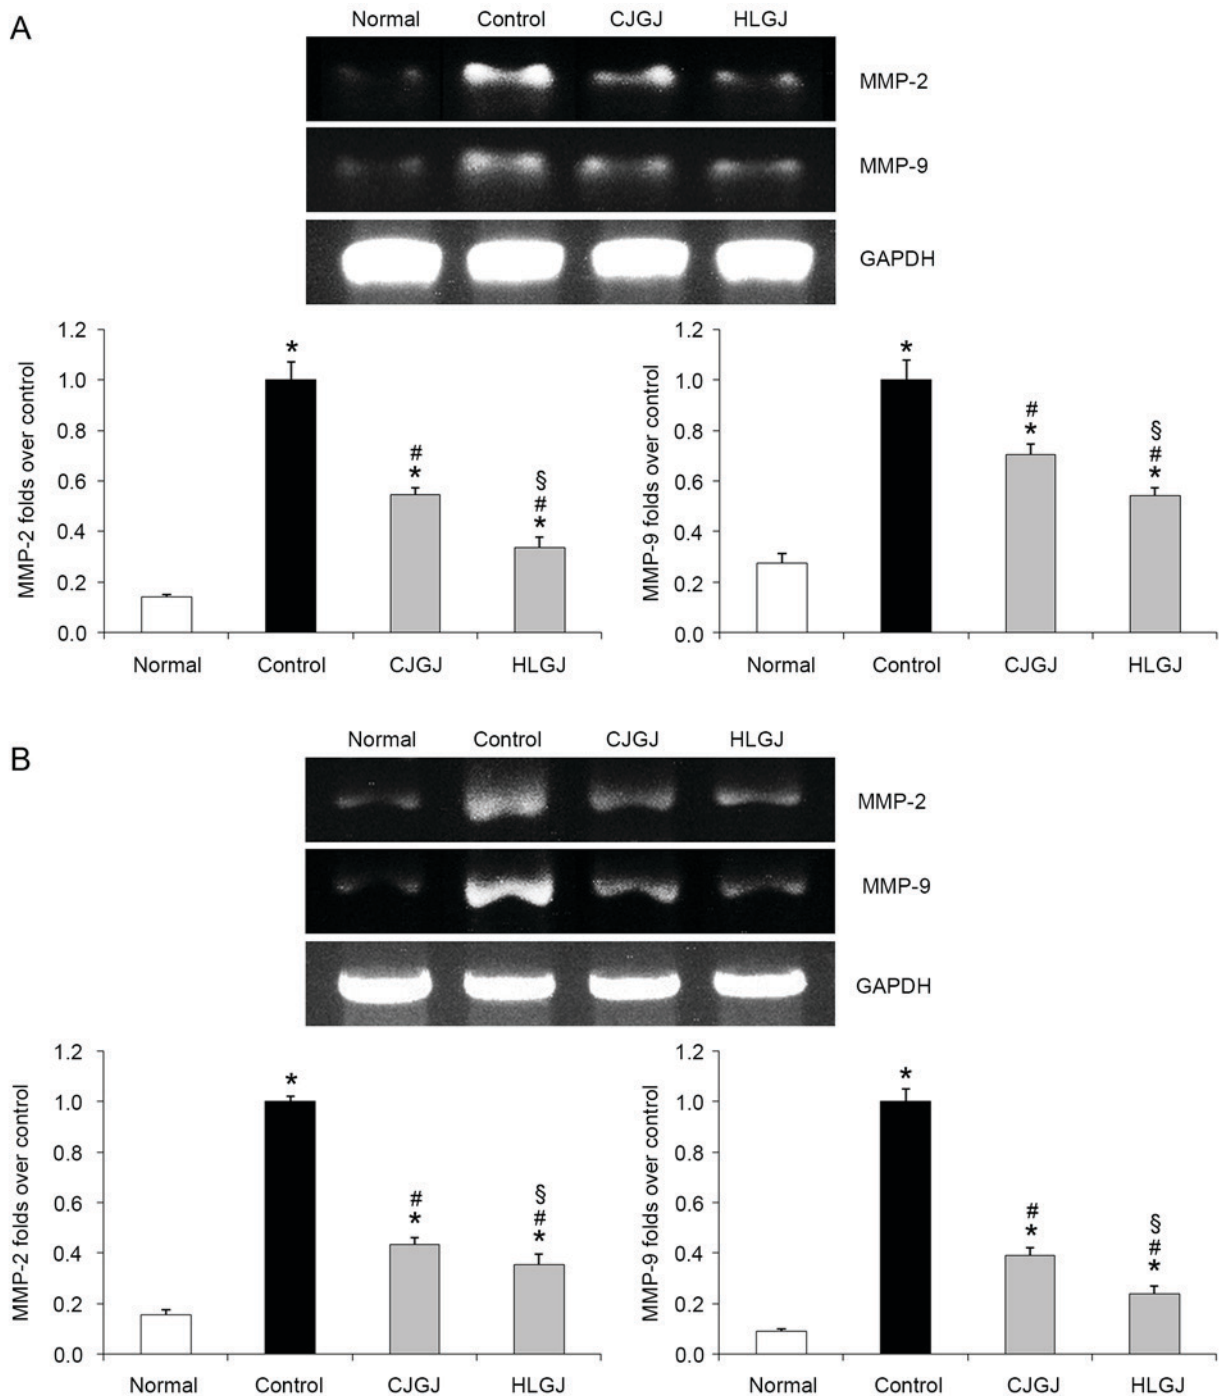 A
Normal Control CJGJ HLGJ
MMP-2
MMP-9
GAPDH
MMP-2 folds over control
1.2
1.0
0.8
0.6
0.4
0.2
0.0
*
#
*
§
#
*
Normal Control CJGJ HLGJ
MMP-9 folds over control
1.2
1.0
0.8
0.6
0.4
0.2
0.0
*
#
*
§
#
*
Normal Control CJGJ HLGJ
B
Normal Control CJGJ HLGJ
MMP-2
MMP-9
GAPDH
MMP-2 folds over control
1.2
1.0
0.8
0.6
0.4
0.2
0.0
*
#
*
§
#
*
Normal Control CJGJ HLGJ
MMP-9 folds over control
1.2
1.0
0.8
0.6
0.4
0.2
0.0
*
#
*
§
#
*
Normal Control CJGJ HLGJ